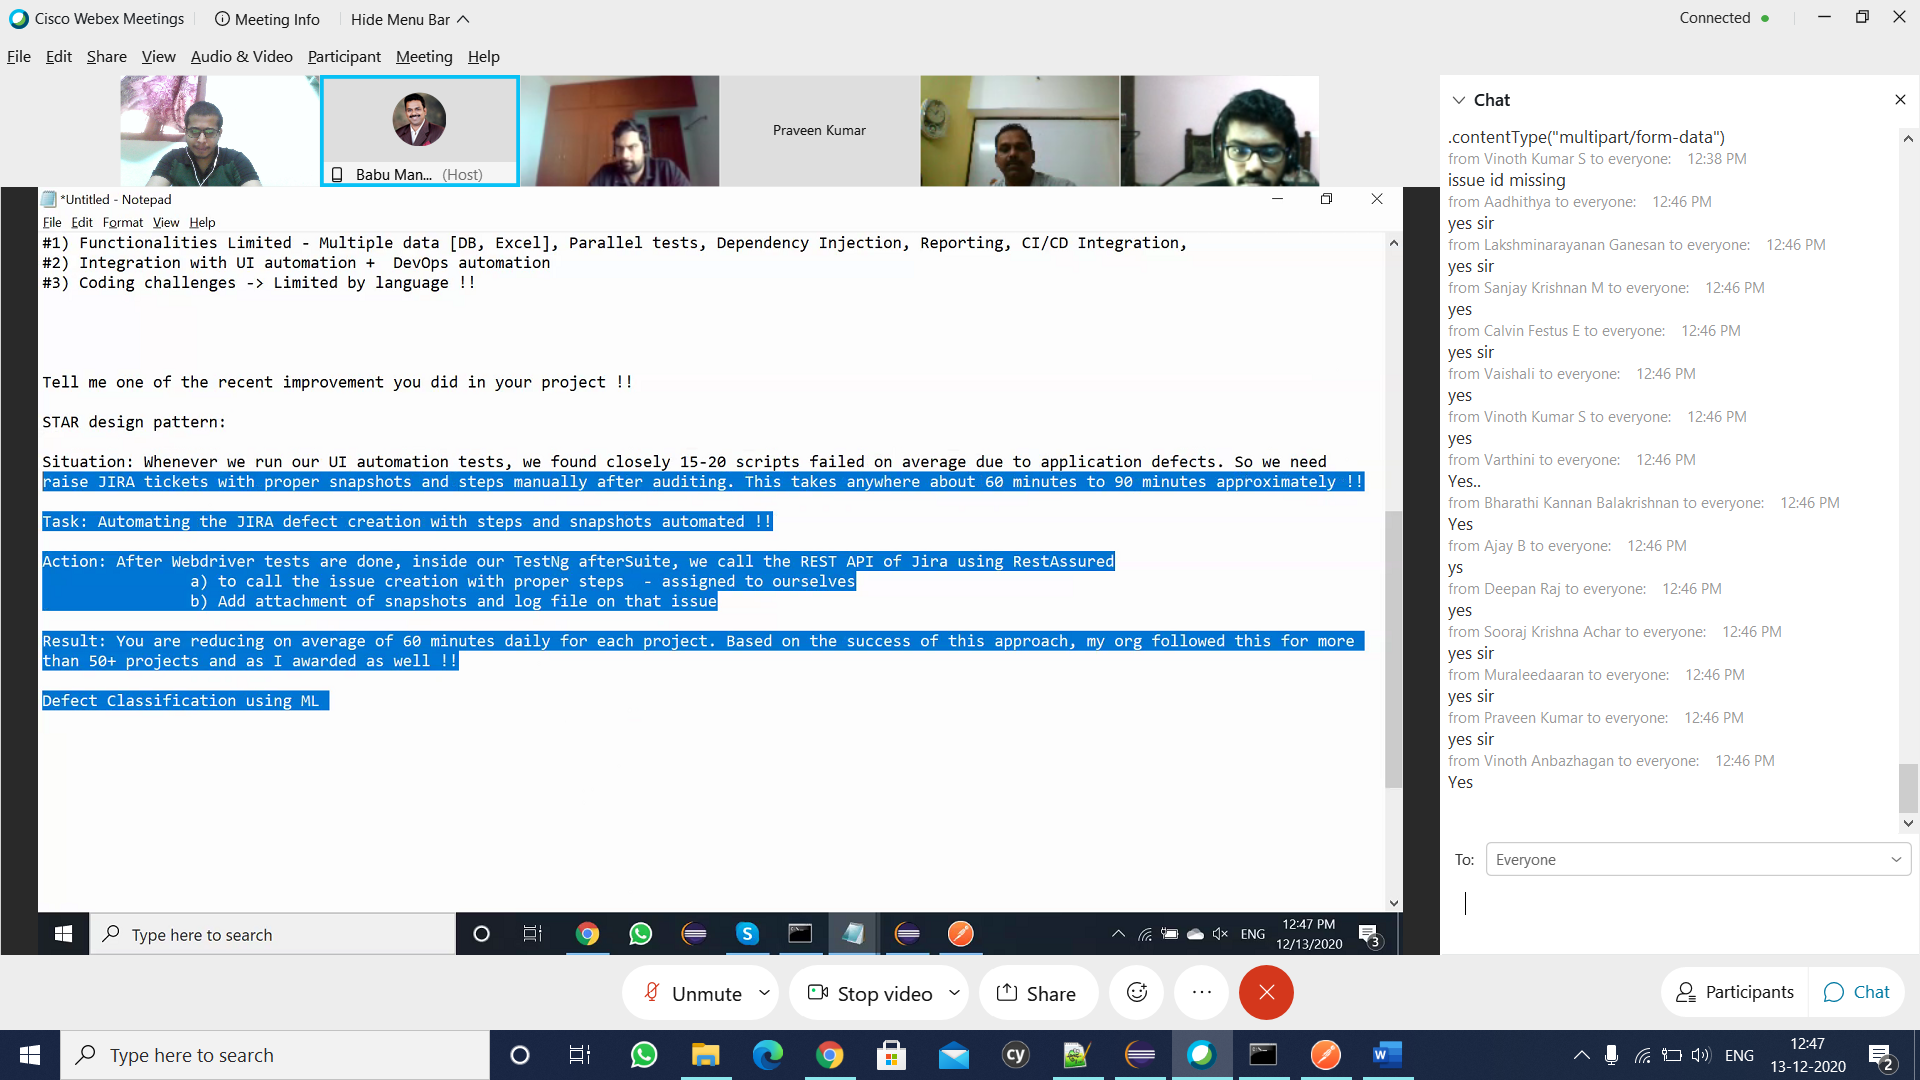 Cisco Webex Meetings
Meeting Info
Hide Menu Bar
Connected
File Edit Share View Audio & Video Participant Meeting Help
Babu Man... (Host)
Praveen Kumar
*Untitled - Notepad
File Edit Format View Help
#1) Functionalities Limited - Multiple data [DB, Excel], Parallel tests, Dependency Injection, Reporting, CI/CD Integration,
#2) Integration with UI automation + DevOps automation
#3) Coding challenges -> Limited by language !!
Tell me one of the recent improvement you did in your project !!
STAR design pattern:
Situation: Whenever we run our UI automation tests, we found closely 15-20 scripts failed on average due to application defects. So we need
raise JIRA tickets with proper snapshots and steps manually after auditing. This takes anywhere about 60 minutes to 90 minutes approximately !!
Task: Automating the JIRA defect creation with steps and snapshots automated !!
Action: After Webdriver tests are done, inside our TestNg afterSuite, we call the REST API of Jira using RestAssured
a) to call the issue creation with proper steps - assigned to ourselves
b) Add attachment of snapshots and log file on that issue
Result: You are reducing on average of 60 minutes daily for each project. Based on the success of this approach, my org followed this for more
than 50+ projects and as I awarded as well !!
Defect Classification using ML
Type here to search
ENG
12:47 PM
12/13/2020
3
Chat
.contentType("multipart/form-data")
from Vinoth Kumar S to everyone: 12:38 PM
issue id missing
from Aadhithya to everyone: 12:46 PM
yes sir
from Lakshminarayanan Ganesan to everyone: 12:46 PM
yes sir
from Sanjay Krishnan M to everyone: 12:46 PM
yes
from Calvin Festus E to everyone: 12:46 PM
yes sir
from Vaishali to everyone: 12:46 PM
yes
from Vinoth Kumar S to everyone: 12:46 PM
yes
from Varthini to everyone: 12:46 PM
Yes..
from Bharathi Kannan Balakrishnan to everyone: 12:46 PM
Yes
from Ajay B to everyone: 12:46 PM
ys
from Deepan Raj to everyone: 12:46 PM
yes
from Sooraj Krishna Achar to everyone: 12:46 PM
yes sir
from Muraleedaaran to everyone: 12:46 PM
yes sir
from Praveen Kumar to everyone: 12:46 PM
yes sir
from Vinoth Anbazhagan to everyone: 12:46 PM
Yes
To: Everyone
Unmute
Stop video
Share
Participants
Chat
Type here to search
cy
ENG
12:47
13-12-2020
2